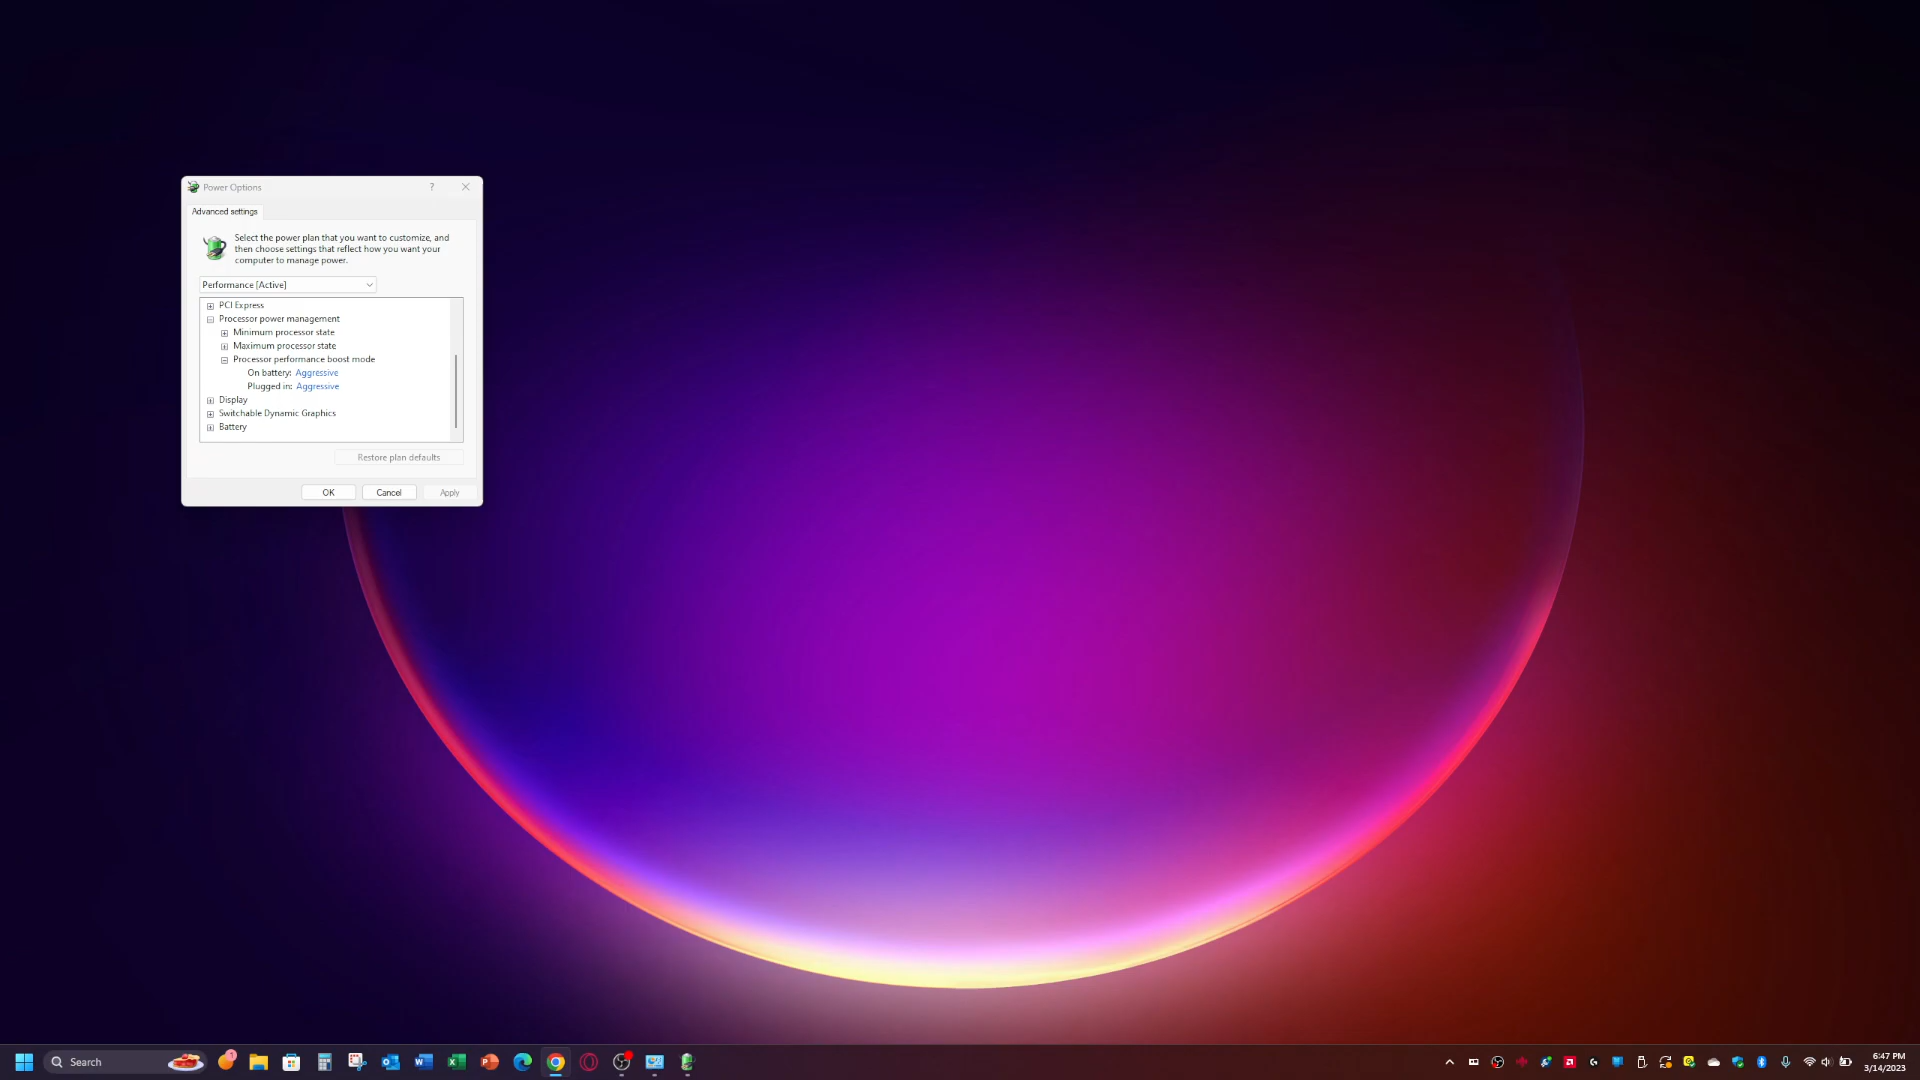 Power Options
?
Advanced settings
Select the power plan that you want to customize, and
then choose settings that reflect how you want your
computer to manage power.
Performance [Active]
PCI Express
Processor power management
Minimum processor state
Maximum processor state
Processor performance boost mode
On battery: Aggressive
Plugged in: Aggressive
Display
Switchable Dynamic Graphics
Battery
Restore plan defaults
OK Cancel Apply
Search
1
6:47 PM
3/14/2023